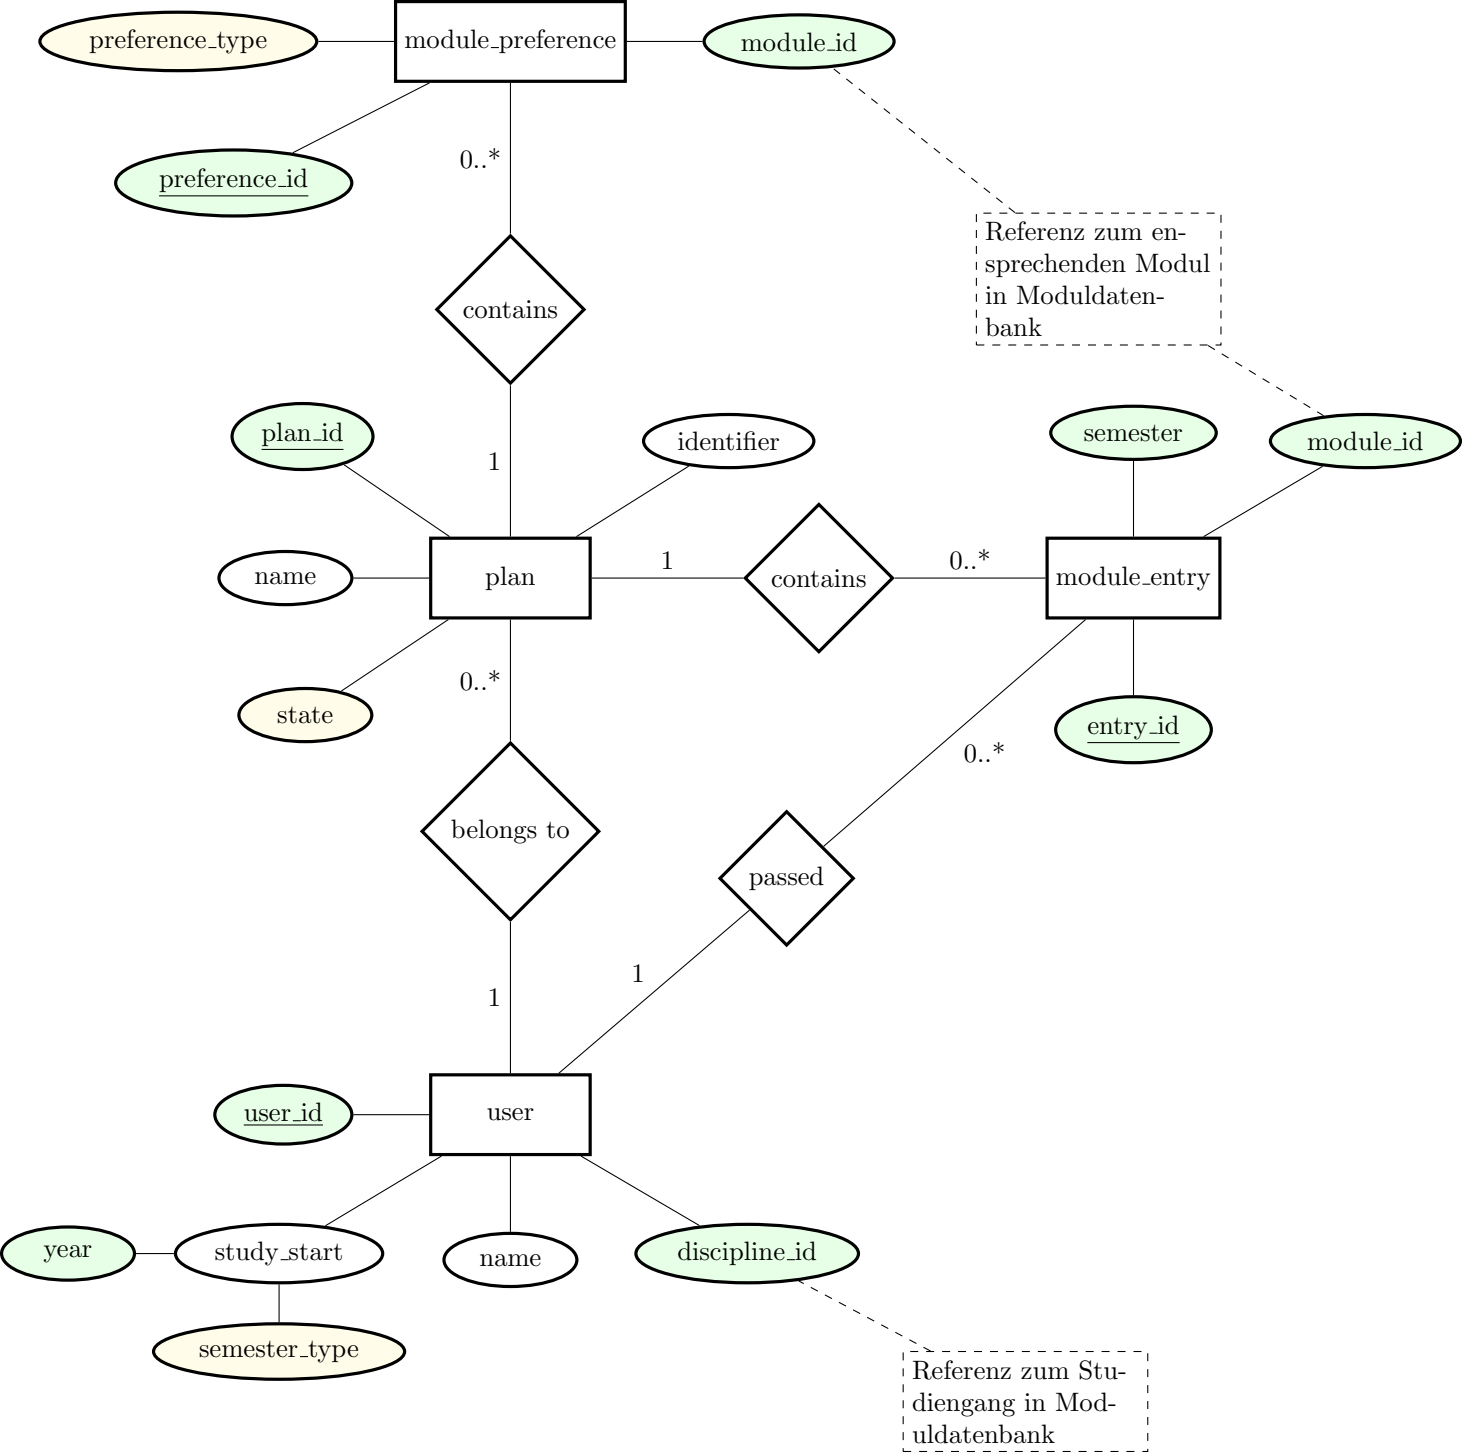 preference_type
module_preference
module_id
preference_id
0..*
Referenz zum en-
sprechenden Modul
in Moduldaten-
bank
contains
plan_id
1
identifier
semester
module_id
name
plan
1
contains
0..*
module_entry
state
0..*
entry_id
0..*
belongs to
passed
1
1
user_id
user
year
study_start
name
discipline_id
semester_type
Referenz zum Stu-
diengang in Mod-
uldatenbank